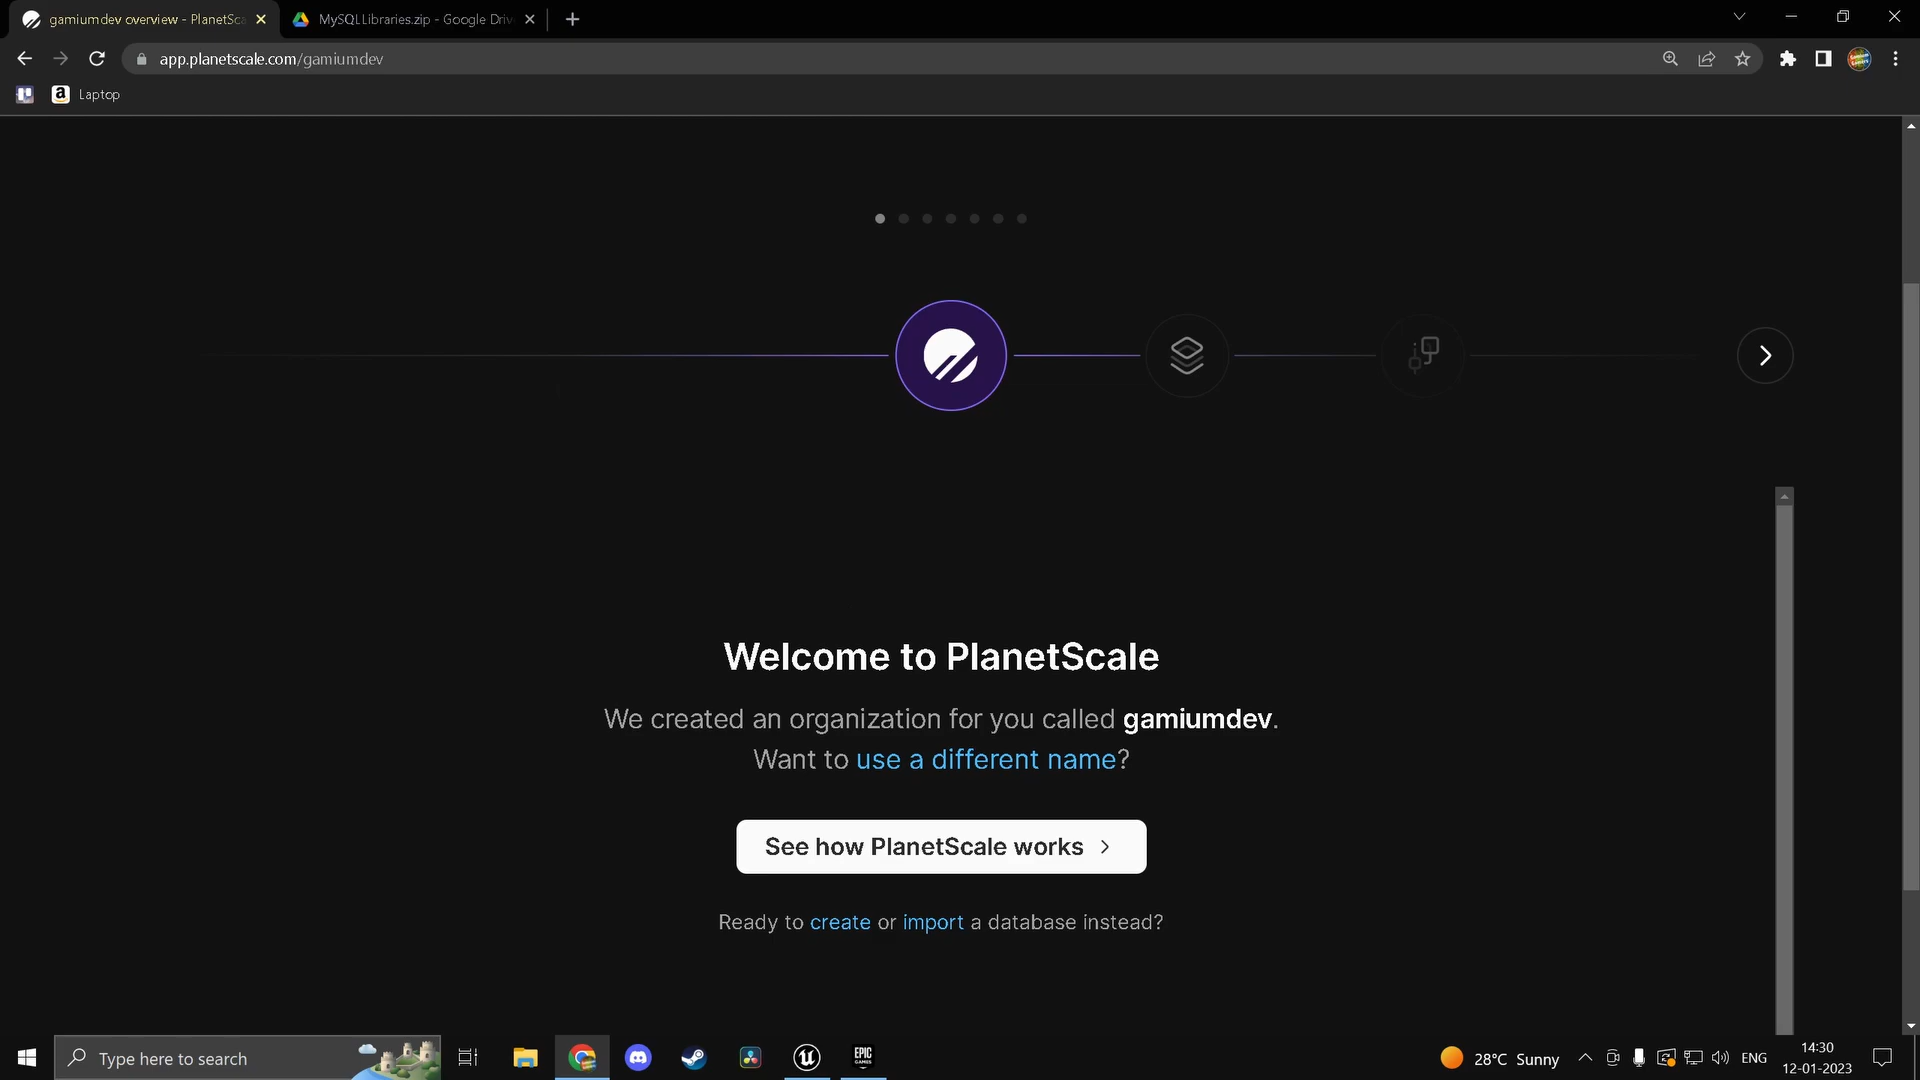 gamiumdev overview - PlanetSca
MySQLLibraries.zip - Google Driv
app.planetscale.com/gamiumdev
a Laptop
Welcome to PlanetScale
We created an organization for you called gamiumdev.
Want to use a different name?
See how PlanetScale works
Ready to create or import a database instead?
Type here to search
EPIC
GAMES
28°C Sunny
ENG
14:30
12-01-2023